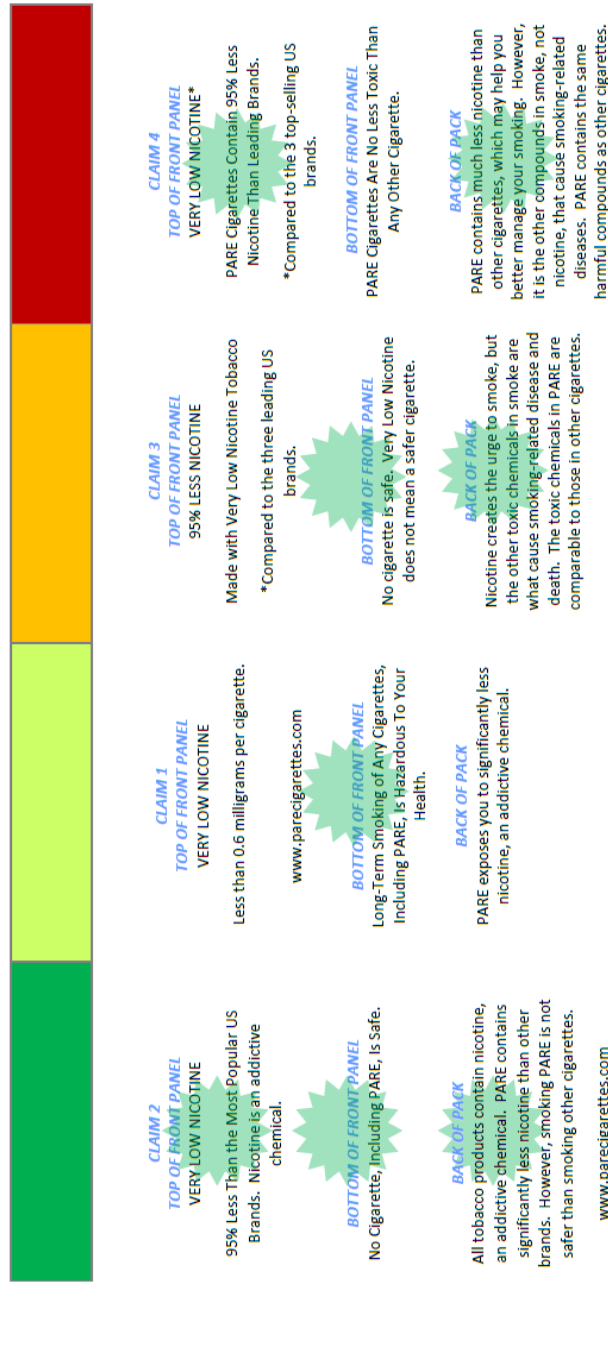 CLAIM 2
TOP OF FRONT PANEL
VERY LOW NICOTINE
95% Less Than the Most Popular US
Brands. Nicotine is an addictive
chemical.
BOTTOM OF FRONT PANEL
No Cigarette, Including PARE, Is Safe.
BACK OF PACK
All tobacco products contain nicotine,
an addictive chemical. PARE contains
significantly less nicotine than other
brands. However, smoking PARE is not
safer than smoking other cigarettes.
www.parecigarettes.com
CLAIM 1
TOP OF FRONT PANEL
VERY LOW NICOTINE
Less than 0.6 milligrams per cigarette.
www.parecigarettes.com
BOTTOM OF FRONT PANEL
Long-Term Smoking of Any Cigarettes,
Including PARE, Is Hazardous To Your
Health.
BACK OF PACK
PARE exposes you to significantly less
nicotine, an addictive chemical.
CLAIM 3
TOP OF FRONT PANEL
95% LESS NICOTINE
Made with Very Low Nicotine Tobacco
*Compared to the three leading US
brands.
BOTTOM OF FRONT PANEL
No cigarette is safe. Very Low Nicotine
does not mean a safer cigarette.
BACK OF PACK
Nicotine creates the urge to smoke, but
the other toxic chemicals in smoke are
what cause smoking-related disease and
death. The toxic chemicals in PARE are
comparable to those in other cigarettes.
CLAIM 4
TOP OF FRONT PANEL
VERY LOW NICOTINE*
PARE Cigarettes Contain 95% Less
Nicotine Than Leading Brands.
*Compared to the 3 top-selling US
brands.
BOTTOM OF FRONT PANEL
PARE Cigarettes Are No Less Toxic Than
Any Other Cigarette.
BACK OF PACK
PARE contains much less nicotine than
other cigarettes, which may help you
better manage your smoking. However,
it is the other compounds in smoke, not
nicotine, that cause smoking-related
diseases. PARE contains the same
harmful compounds as other cigarettes.